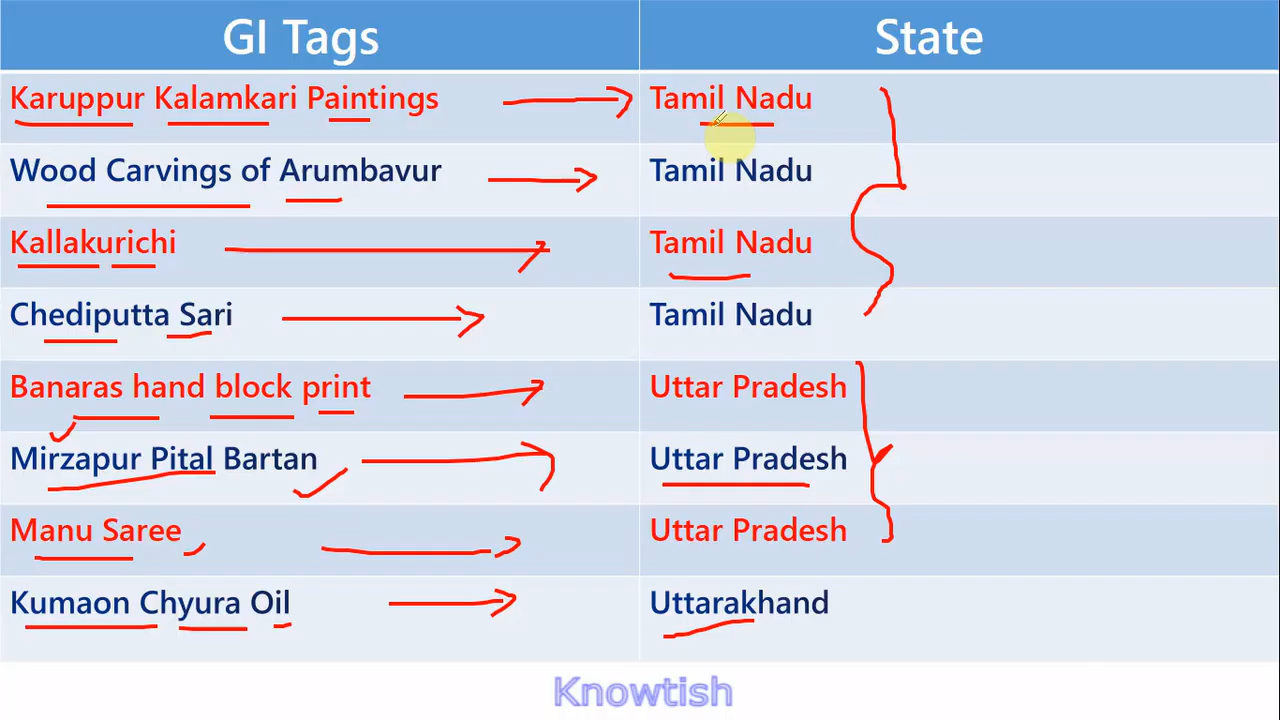 GI Tags State
Karuppur Kalamkari Paintings Tamil Nadu
Wood Carvings of Arumbavur Tamil Nadu
Kallakurichi Tamil Nadu
Chediputta Sari Tamil Nadu
Banaras hand block print Uttar Pradesh
Mirzapur Pital Bartan Uttar Pradesh
Manu Saree Uttar Pradesh
Kumaon Chyura Oil Uttarakhand
Knowtish